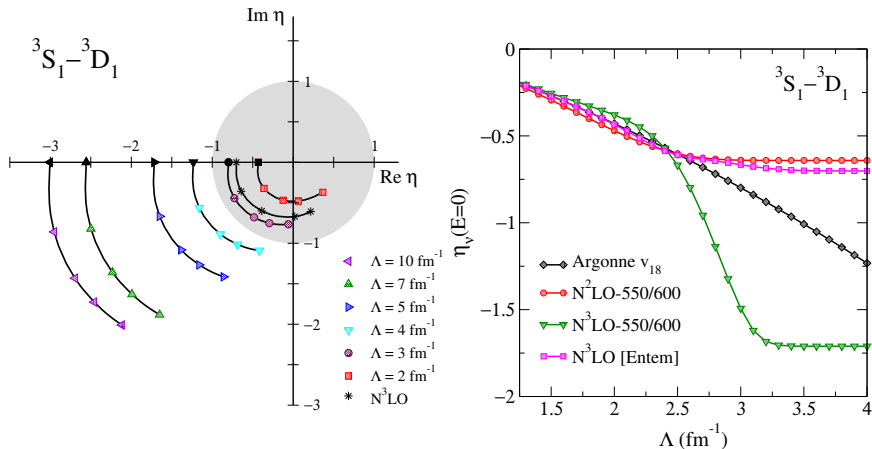 Im η
³S₁–³D₁
1
−3
−2
−1
1
Re η
−1
−2
−3
Λ = 10 fm⁻¹
Λ = 7 fm⁻¹
Λ = 5 fm⁻¹
Λ = 4 fm⁻¹
Λ = 3 fm⁻¹
Λ = 2 fm⁻¹
N³LO
0
−0.5
−1
−1.5
−2
η_ν(E=0)
³S₁–³D₁
Argonne v₁₈
N²LO-550/600
N³LO-550/600
N³LO [Entem]
1.5 2 2.5 3 3.5 4
Λ (fm⁻¹)